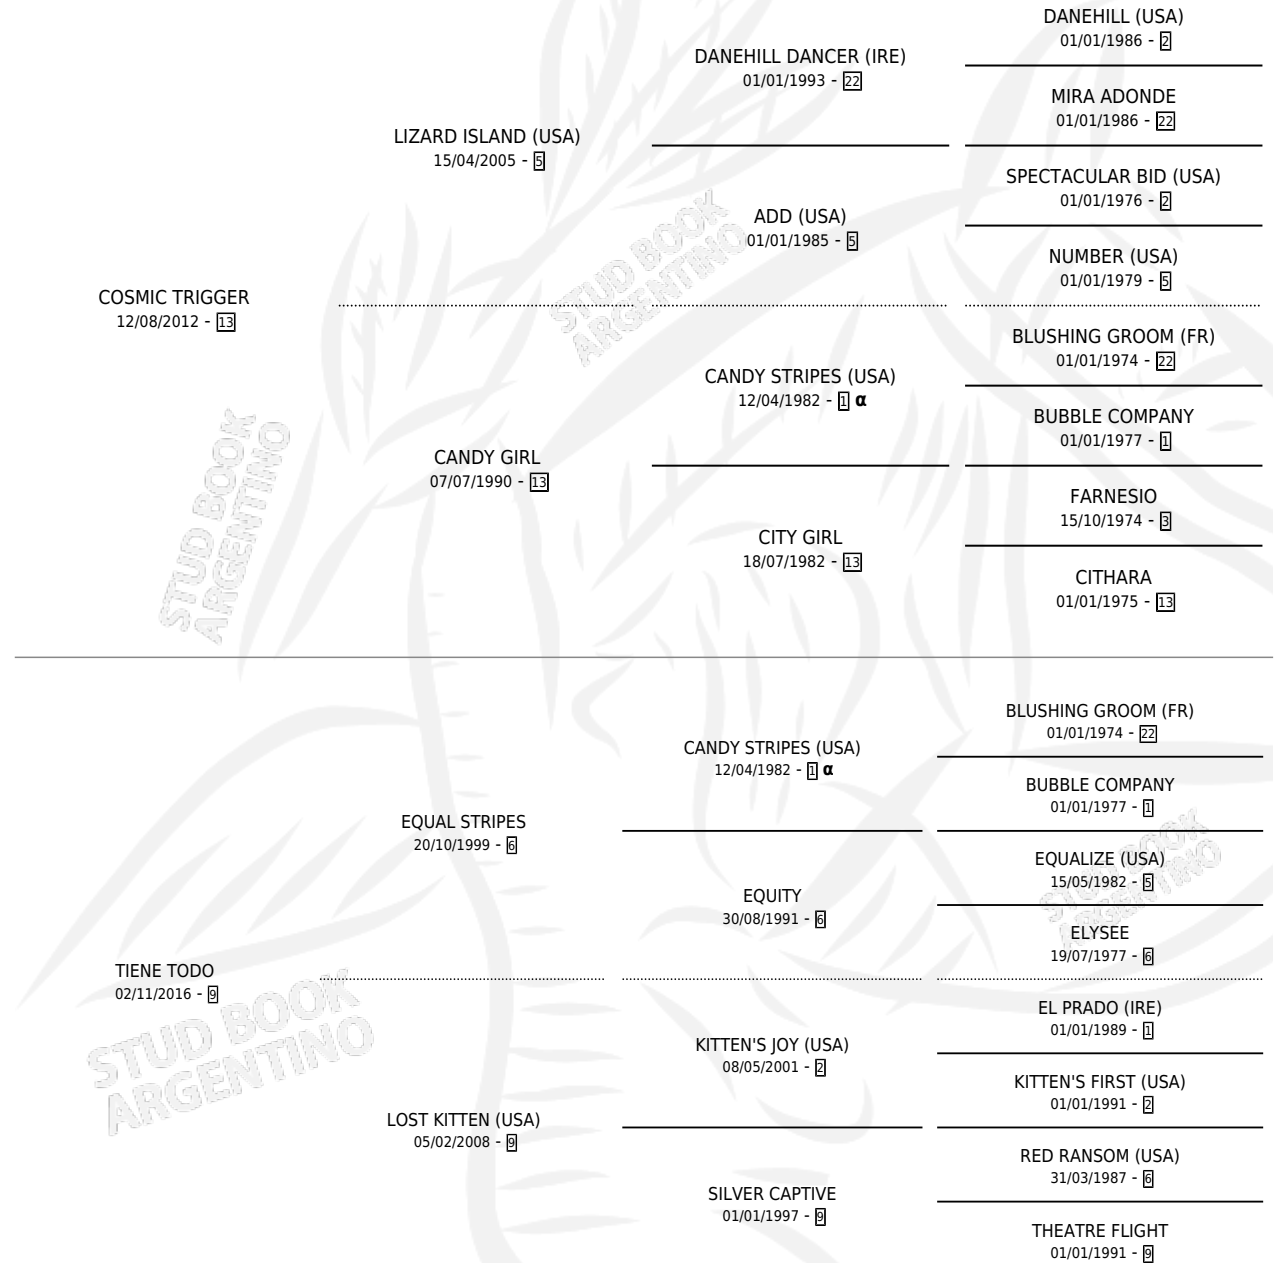 COSMIC TRIGGER
12/08/2012 - 13
LIZARD ISLAND (USA)
15/04/2005 - 5
DANEHILL DANCER (IRE)
01/01/1993 - 22
DANEHILL (USA)
01/01/1986 - 2
MIRA ADONDE
01/01/1986 - 22
ADD (USA)
01/01/1985 - 5
SPECTACULAR BID (USA)
01/01/1976 - 2
NUMBER (USA)
01/01/1979 - 5
CANDY GIRL
07/07/1990 - 13
CANDY STRIPES (USA)
12/04/1982 - 1 α
BLUSHING GROOM (FR)
01/01/1974 - 22
BUBBLE COMPANY
01/01/1977 - 1
CITY GIRL
18/07/1982 - 13
FARNESIO
15/10/1974 - 3
CITHARA
01/01/1975 - 13
TIENE TODO
02/11/2016 - 9
EQUAL STRIPES
20/10/1999 - 6
CANDY STRIPES (USA)
12/04/1982 - 1 α
BLUSHING GROOM (FR)
01/01/1974 - 22
BUBBLE COMPANY
01/01/1977 - 1
EQUITY
30/08/1991 - 6
EQUALIZE (USA)
15/05/1982 - 5
ELYSEE
19/07/1977 - 6
LOST KITTEN (USA)
05/02/2008 - 9
KITTEN'S JOY (USA)
08/05/2001 - 2
EL PRADO (IRE)
01/01/1989 - 1
KITTEN'S FIRST (USA)
01/01/1991 - 2
SILVER CAPTIVE
01/01/1997 - 9
RED RANSOM (USA)
31/03/1987 - 6
THEATRE FLIGHT
01/01/1991 - 9
STUD BOOK
ARGENTINO
STUD BOOK
ARGENTINO
STUD BOOK
ARGENTINO
STUD BOOK
ARGENTINO